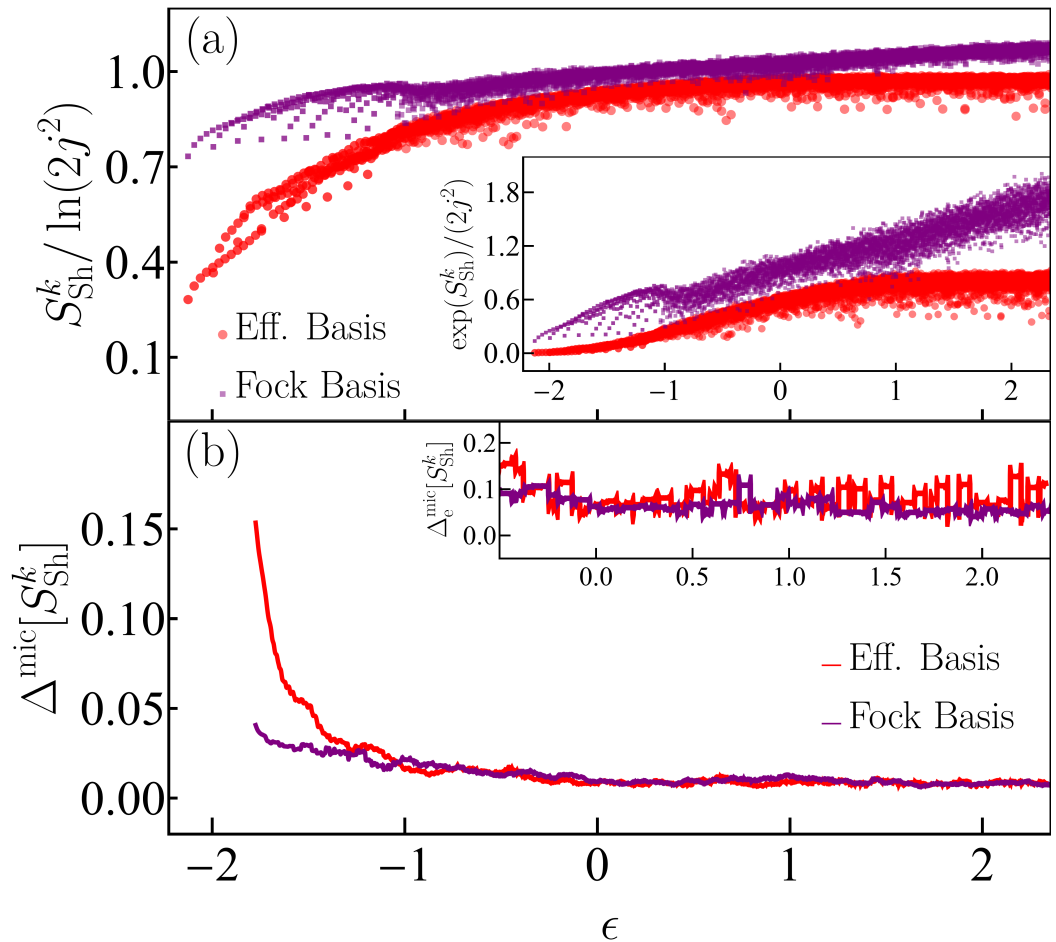 (a)
S^k_Sh / ln(2j^2)
1.0
0.7
0.4
0.1
Eff. Basis
Fock Basis
exp(S^k_Sh)/(2j^2)
1.8
1.2
0.6
0.0
−2 −1 0 1 2
(b)
Δ^mic[S^k_Sh]
0.15
0.10
0.05
0.00
Δ_e^mic[S^k_Sh]
0.2
0.1
0.0
0.0 0.5 1.0 1.5 2.0
Eff. Basis
Fock Basis
−2 −1 0 1 2
ϵ